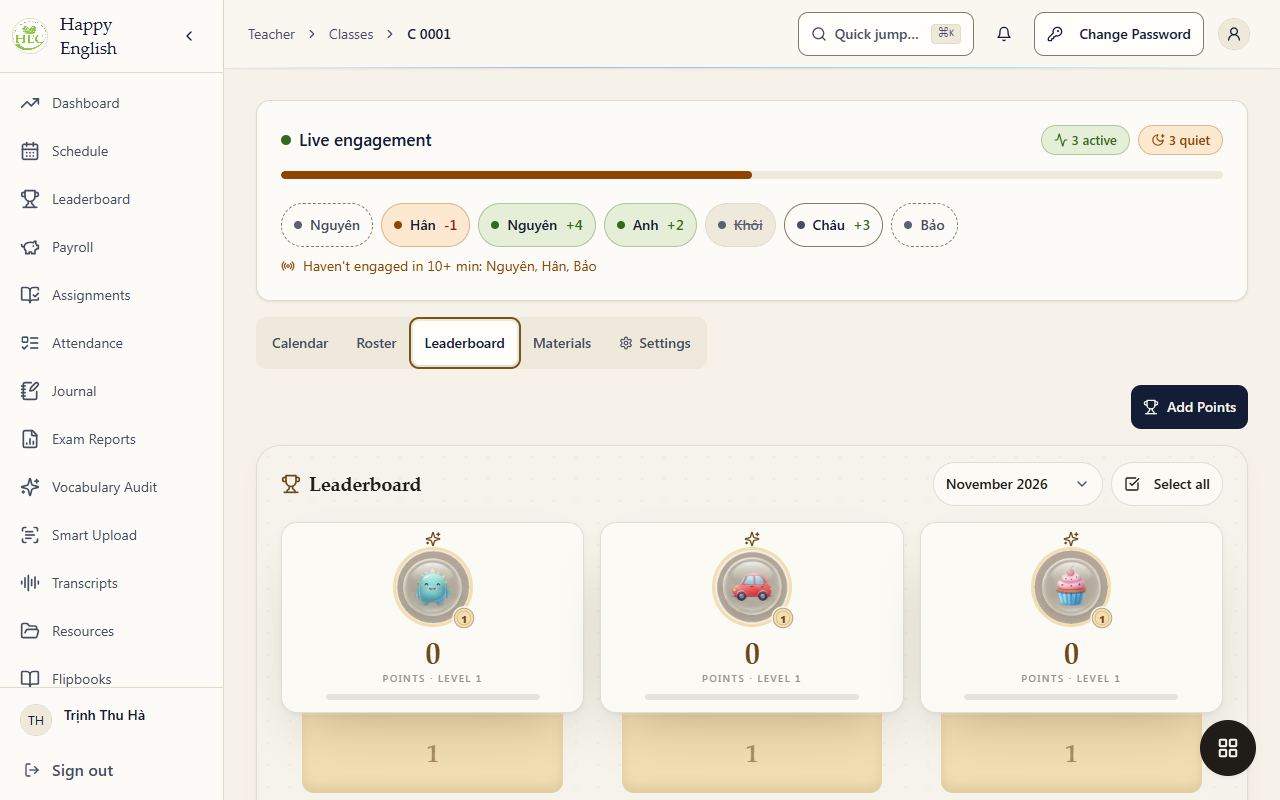 HEC
Happy
English
Teacher > Classes > C 0001
Quick jump... ⌘K
Change Password
Dashboard
Schedule
Leaderboard
Payroll
Assignments
Attendance
Journal
Exam Reports
Vocabulary Audit
Smart Upload
Transcripts
Resources
Flipbooks
TH Trịnh Thu Hà
Sign out
Live engagement
3 active 3 quiet
Nguyên Hân -1 Nguyên +4 Anh +2 Khôi Châu +3 Bảo
Haven't engaged in 10+ min: Nguyên, Hân, Bảo
Calendar Roster Leaderboard Materials Settings
Add Points
Leaderboard
November 2026 Select all
1 1 1
0 0 0
POINTS · LEVEL 1 POINTS · LEVEL 1 POINTS · LEVEL 1
1 1 1